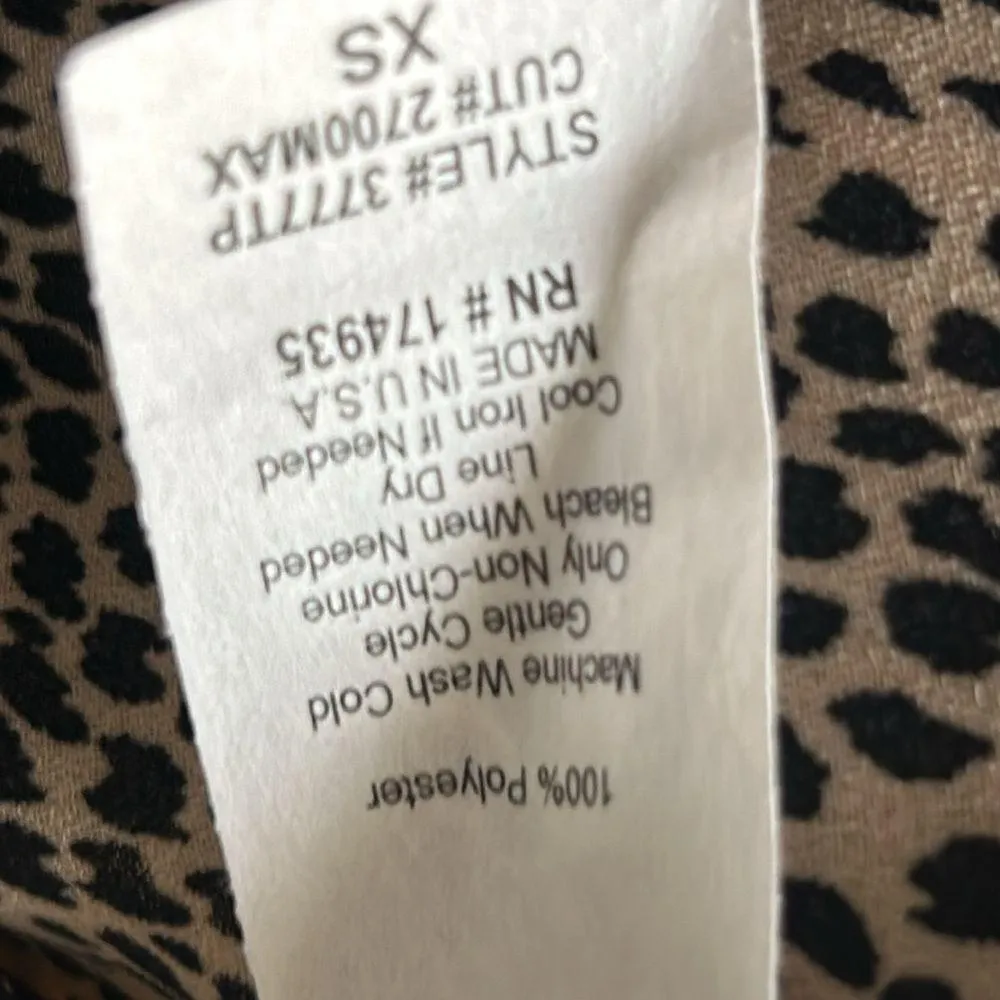 100% Polyester
Machine Wash Cold
Gentle Cycle
Only Non-Chlorine
Bleach When Needed
Line Dry
Cool Iron If Needed
MADE IN U.S.A
RN # 174935
STYLE# 3777TP
CUT# 2700MAX
XS